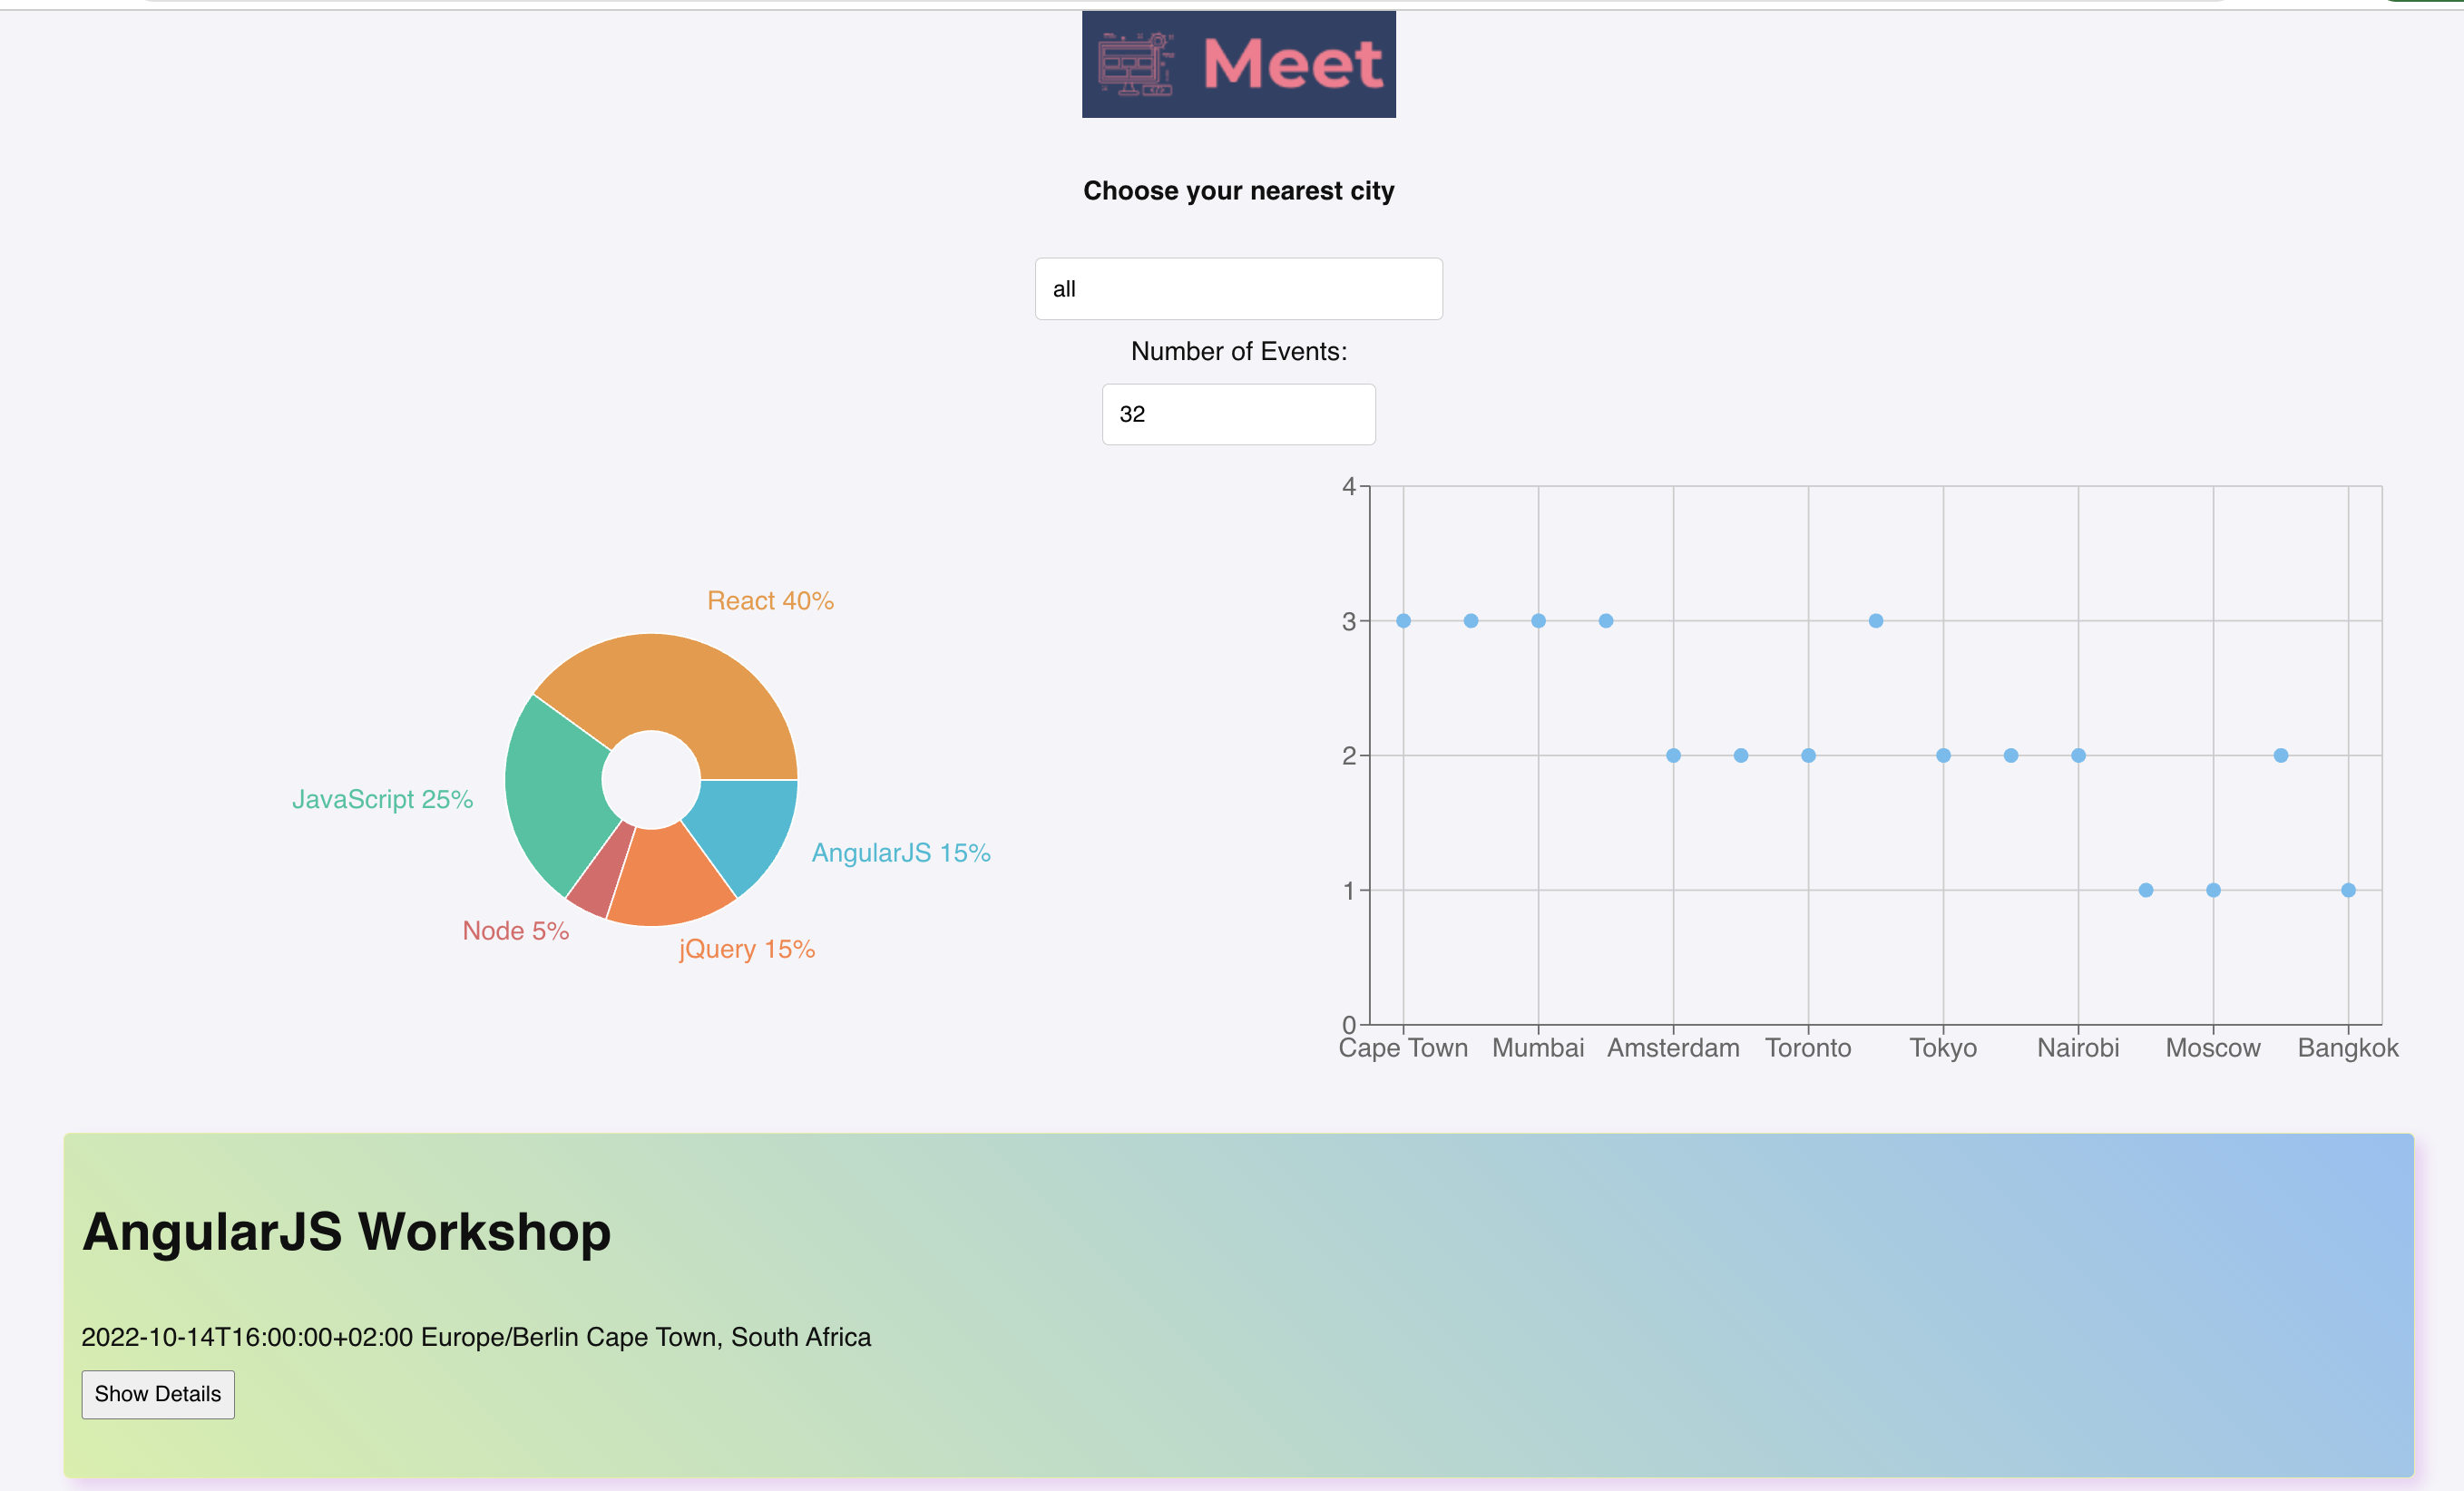 Meet
Choose your nearest city
all
Number of Events:
32
React 40%
JavaScript 25%
AngularJS 15%
Node 5%
jQuery 15%
4
3
2
1
0
Cape Town Mumbai Amsterdam Toronto Tokyo Nairobi Moscow Bangkok
AngularJS Workshop
2022-10-14T16:00:00+02:00 Europe/Berlin Cape Town, South Africa
Show Details